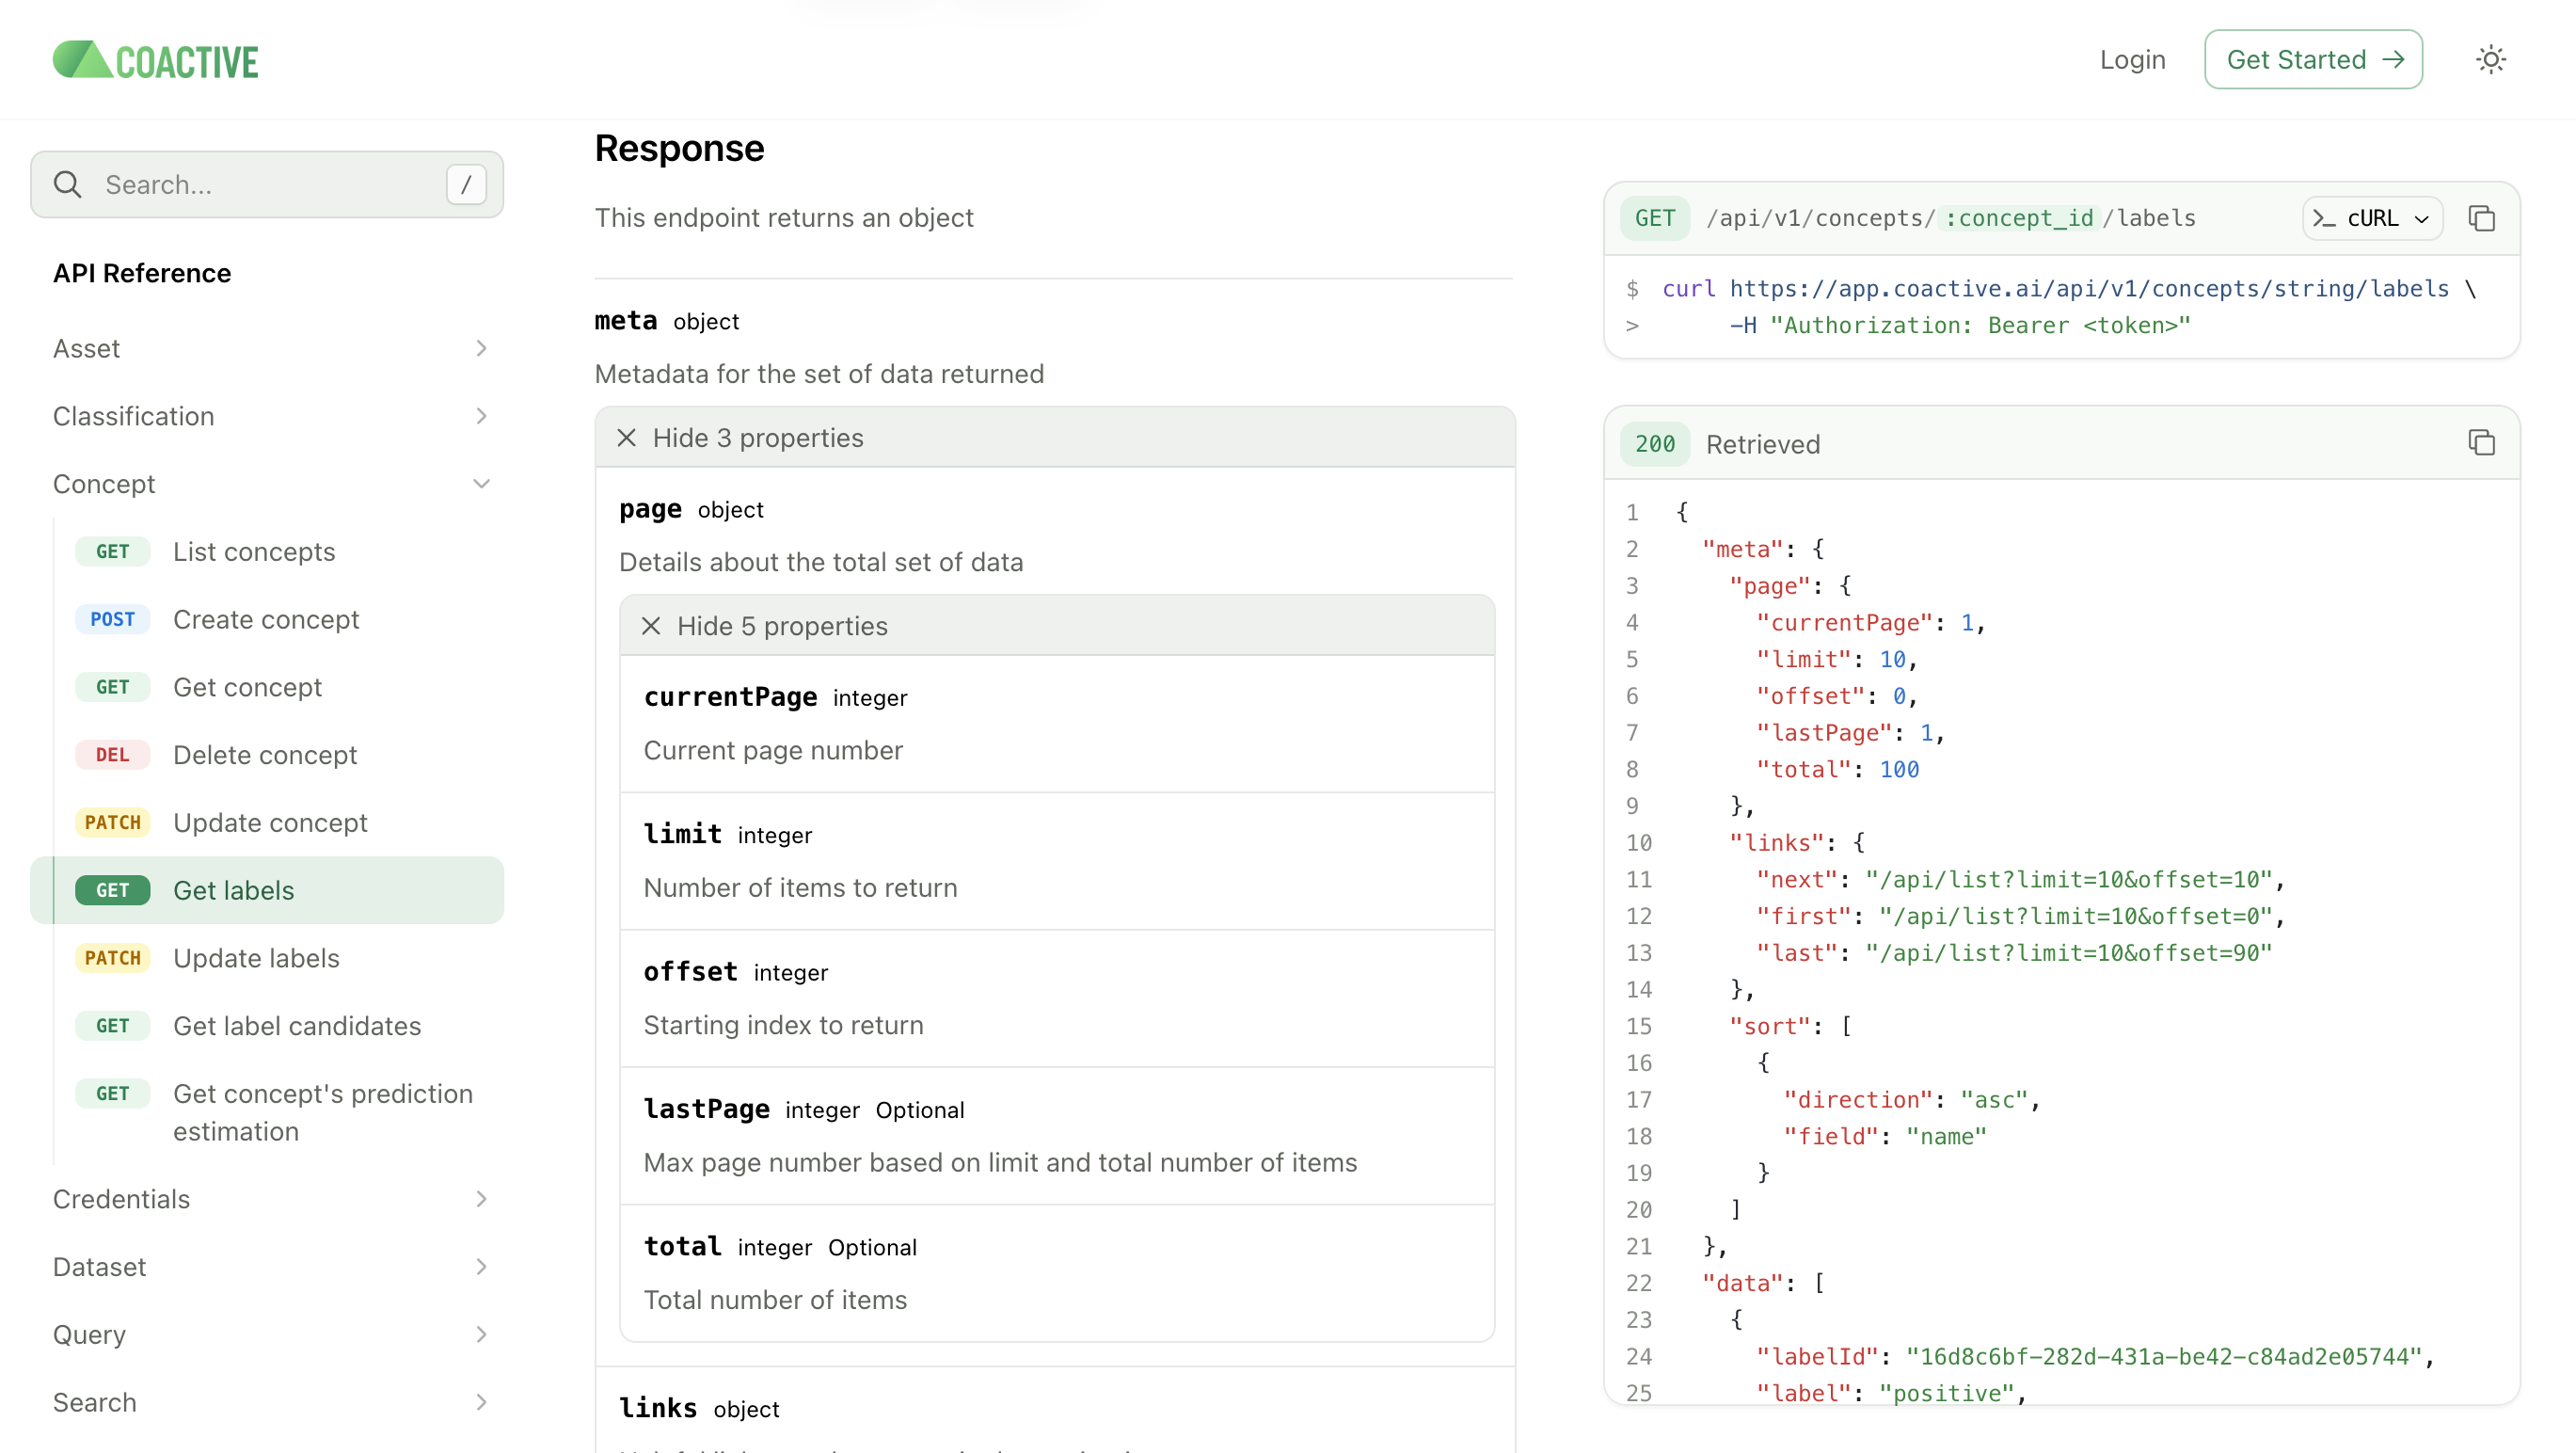 COACTIVE
Login
Get Started →
Search...
/
API Reference
Asset
Classification
Concept
GET List concepts
POST Create concept
GET Get concept
DEL Delete concept
PATCH Update concept
GET Get labels
PATCH Update labels
GET Get label candidates
GET Get concept's prediction
estimation
Credentials
Dataset
Query
Search
Response
This endpoint returns an object
meta object
Metadata for the set of data returned
Hide 3 properties
page object
Details about the total set of data
Hide 5 properties
currentPage integer
Current page number
limit integer
Number of items to return
offset integer
Starting index to return
lastPage integer Optional
Max page number based on limit and total number of items
total integer Optional
Total number of items
links object
GET /api/v1/concepts/:concept_id/labels
>_ cURL
$ curl https://app.coactive.ai/api/v1/concepts/string/labels \
> -H "Authorization: Bearer <token>"
200 Retrieved
1 {
2 "meta": {
3 "page": {
4 "currentPage": 1,
5 "limit": 10,
6 "offset": 0,
7 "lastPage": 1,
8 "total": 100
9 },
10 "links": {
11 "next": "/api/list?limit=10&offset=10",
12 "first": "/api/list?limit=10&offset=0",
13 "last": "/api/list?limit=10&offset=90"
14 },
15 "sort": [
16 {
17 "direction": "asc",
18 "field": "name"
19 }
20 ]
21 },
22 "data": [
23 {
24 "labelId": "16d8c6bf-282d-431a-be42-c84ad2e05744",
25 "label": "positive",